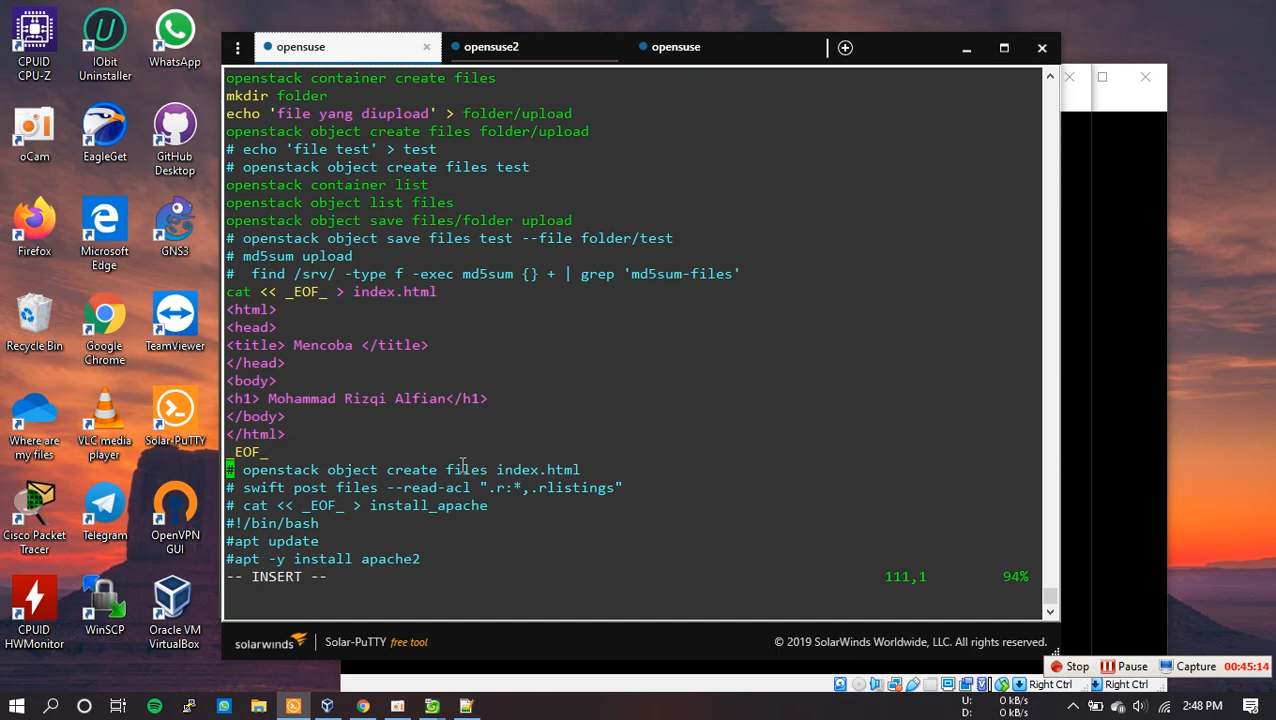 CPUID CPU-Z
IObit Uninstaller
WhatsApp
oCam
EagleGet
GitHub Desktop
Firefox
Microsoft Edge
GNS3
Recycle Bin
Google Chrome
TeamViewer
Where are my files
VLC media player
Solar-PuTTY
Cisco Packet Tracer
Telegram
OpenVPN GUI
CPUID HWMonitor
WinSCP
Oracle VM VirtualBox
opensuse
opensuse2
opensuse
openstack container create files
mkdir folder
echo 'file yang diupload' > folder/upload
openstack object create files folder/upload
# echo 'file test' > test
# openstack object create files test
openstack container list
openstack object list files
openstack object save files/folder upload
# openstack object save files test --file folder/test
# md5sum upload
#  find /srv/ -type f -exec md5sum {} + | grep 'md5sum-files'
cat << _EOF_ > index.html
<html>
<head>
<title> Mencoba </title>
</head>
<body>
<h1> Mohammad Rizqi Alfian</h1>
</body>
</html>
_EOF_
# openstack object create files index.html
# swift post files --read-acl ".r:*,.rlistings"
# cat << _EOF_ > install_apache
#!/bin/bash
#apt update
#apt -y install apache2
-- INSERT -- 111,1 94%
solarwinds Solar-PuTTY free tool © 2019 SolarWinds Worldwide, LLC. All rights reserved.
Stop Pause Capture 00:45:14
Right Ctrl Right Ctrl
U: 0 kB/s
D: 0 kB/s
2:48 PM